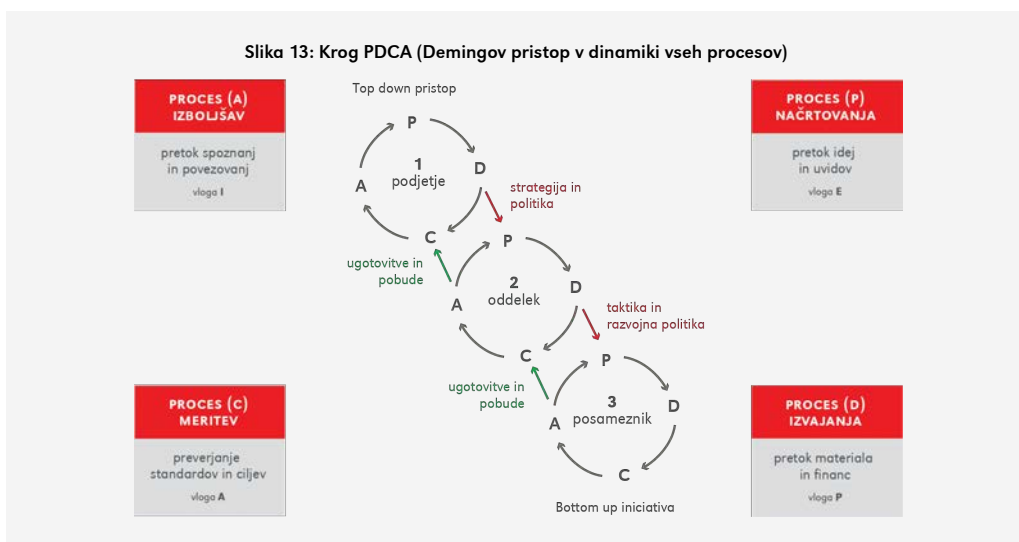 Slika 13: Krog PDCA (Demingov pristop v dinamiki vseh procesov)
PROCES (A)
IZBOLJŠAV
pretok spoznanj
in povezovanj
vloga I
Top down pristop
P
D
C
A
1
podjetje
strategija in
politika
PROCES (P)
NAČRTOVANJA
pretok idej
in uvidov
vloga E
ugotovitve in
pobude
P
D
C
A
2
oddelek
taktika in
razvojna politika
ugotovitve in
pobude
P
D
C
A
3
posameznik
Bottom up iniciativa
PROCES (C)
MERITEV
preverjanje
standardov in ciljev
vloga A
PROCES (D)
IZVAJANJA
pretok materiala
in financ
vloga P